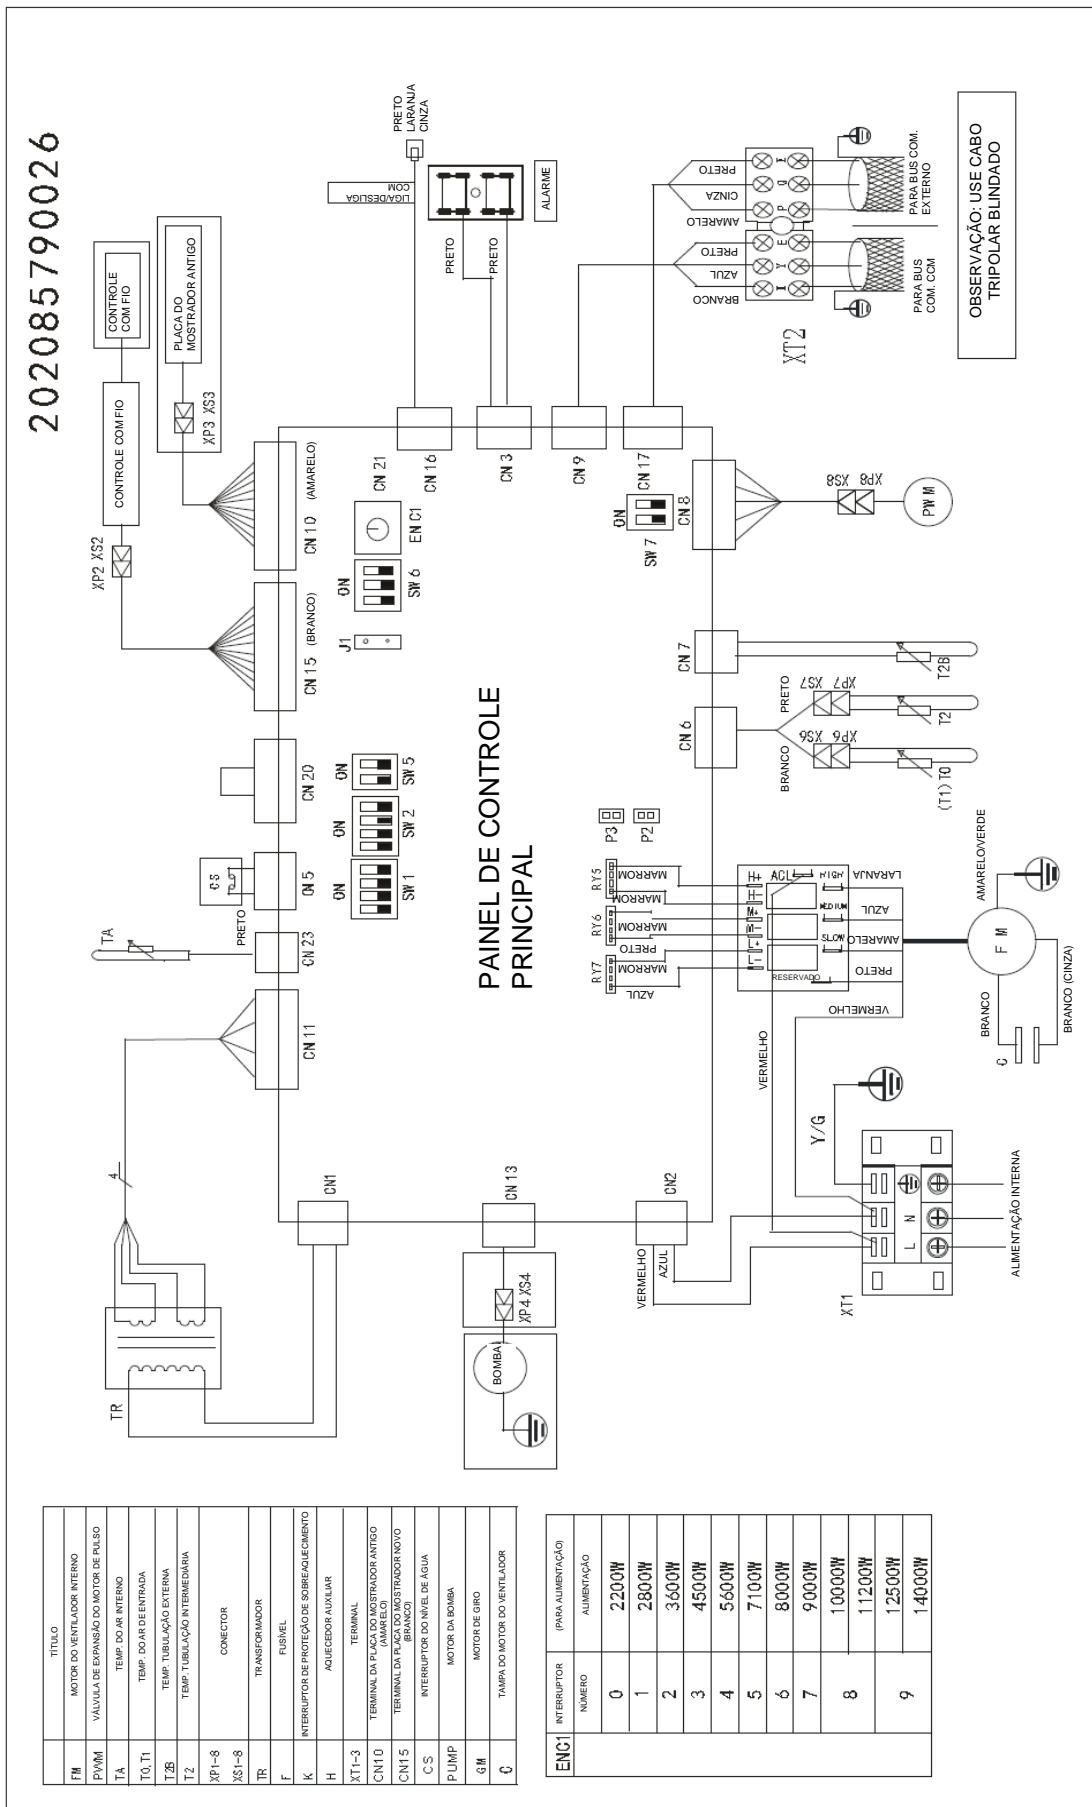 202085790026
CONTROLE
COM FIO
CONTROLE COM FIO
XP2 XS2
PLACA DO
MOSTRADOR ANTIGO
XP3 XS3
CN 10 (AMARELO)
CN 15 (BRANCO)
CN 20
CS
CN 5
TA
PRETO
CN 23
CN 11
4
TR
CN1
CN 13
XP4 XS4
BOMBA
CN2
VERMELHO
AZUL
PAINEL DE CONTROLE
PRINCIPAL
ON
SW 1
ON
SW 2
ON
SW 5
J1
ON
SW 6
EN C1
CN 21
CN 16
CN 3
CN 9
CN 17
LIGA/DESLIGA
COM
PRETO
LARANJA
CINZA
PRETO
PRETO
ALARME
BRANCO
AZUL
PRETO
AMARELO
CINZA
PRETO
X Y E P Q E
XT2
PARA BUS
COM. CCM
PARA BUS COM.
EXTERNO
OBSERVAÇÃO: USE CABO
TRIPOLAR BLINDADO
ON
SW 7
CN 8
XS8 XP8
PW M
CN 7
T2B
CN 6
PRETO
XS7 XP7
T2
BRANCO
XS6 XP6
(T1) T0
P3
P2
RY5
RY6
RY7
MARROM
MARROM
MARROM
PRETO
MARROM
AZUL
H+
H-
M+
M-
L+
L-
ACL
HIGH
MEDIUM
SLOW
RESERVADO
LARANJA
AZUL
AMARELO
PRETO
VERMELHO
VERMELHO
AMARELO/VERDE
F M
BRANCO
BRANCO (CINZA)
C
Y/G
XT1
L N
ALIMENTAÇÃO INTERNA
TÍTULO
FM MOTOR DO VENTILADOR INTERNO
PWM VÁLVULA DE EXPANSÃO DO MOTOR DE PULSO
TA TEMP. DO AR INTERNO
T0, T1 TEMP. DO AR DE ENTRADA
T2B TEMP. TUBULAÇÃO EXTERNA
T2 TEMP. TUBULAÇÃO INTERMEDIÁRIA
XP1-8
XS1-8 CONECTOR
TR TRANSFORMADOR
F FUSÍVEL
K INTERRUPTOR DE PROTEÇÃO DE SOBREAQUECIMENTO
H AQUECEDOR AUXILIAR
XT1-3 TERMINAL
CN10 TERMINAL DA PLACA DO MOSTRADOR ANTIGO
(AMARELO)
CN15 TERMINAL DA PLACA DO MOSTRADOR NOVO
(BRANCO)
CS INTERRUPTOR DO NÍVEL DE ÁGUA
PUMP MOTOR DA BOMBA
GM MOTOR DE GIRO
C TAMPA DO MOTOR DO VENTILADOR
ENC1 INTERRUPTOR (PARA ALIMENTAÇÃO)
NÚMERO ALIMENTAÇÃO
0 2200W
1 2800W
2 3600W
3 4500W
4 5600W
5 7100W
6 8000W
7 9000W
8 10000W
11200W
9 12500W
14000W